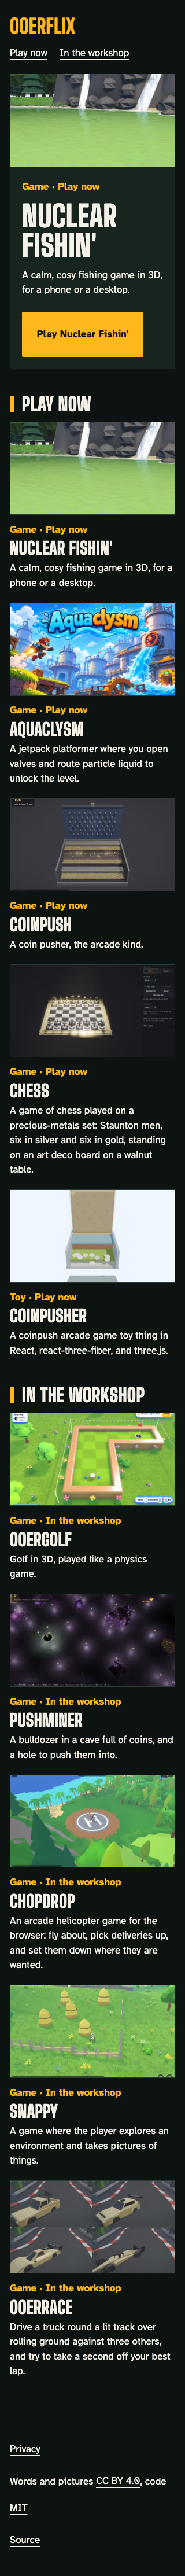 OOERFLIX
Play now In the workshop
Game · Play now
NUCLEAR
FISHIN'
A calm, cosy fishing game in 3D,
for a phone or a desktop.
Play Nuclear Fishin'
PLAY NOW
Game · Play now
NUCLEAR FISHIN'
A calm, cosy fishing game in 3D, for a
phone or a desktop.
Aquaclysm
Game · Play now
AQUACLYSM
A jetpack platformer where you open
valves and route particle liquid to
unlock the level.
Game · Play now
COINPUSH
A coin pusher, the arcade kind.
Game · Play now
CHESS
A game of chess played on a
precious-metals set: Staunton men,
six in silver and six in gold, standing
on an art deco board on a walnut
table.
Toy · Play now
COINPUSHER
A coinpush arcade game toy thing in
React, react-three-fiber, and three.js.
IN THE WORKSHOP
Game · In the workshop
OOERGOLF
Golf in 3D, played like a physics
game.
Game · In the workshop
PUSHMINER
A bulldozer in a cave full of coins, and
a hole to push them into.
Game · In the workshop
CHOPDROP
An arcade helicopter game for the
browser: fly about, pick deliveries up,
and set them down where they are
wanted.
Game · In the workshop
SNAPPY
A game where the player explores an
environment and takes pictures of
things.
Game · In the workshop
OOERRACE
Drive a truck round a lit track over
rolling ground against three others,
and try to take a second off your best
lap.
Privacy
Words and pictures CC BY 4.0, code
MIT
Source